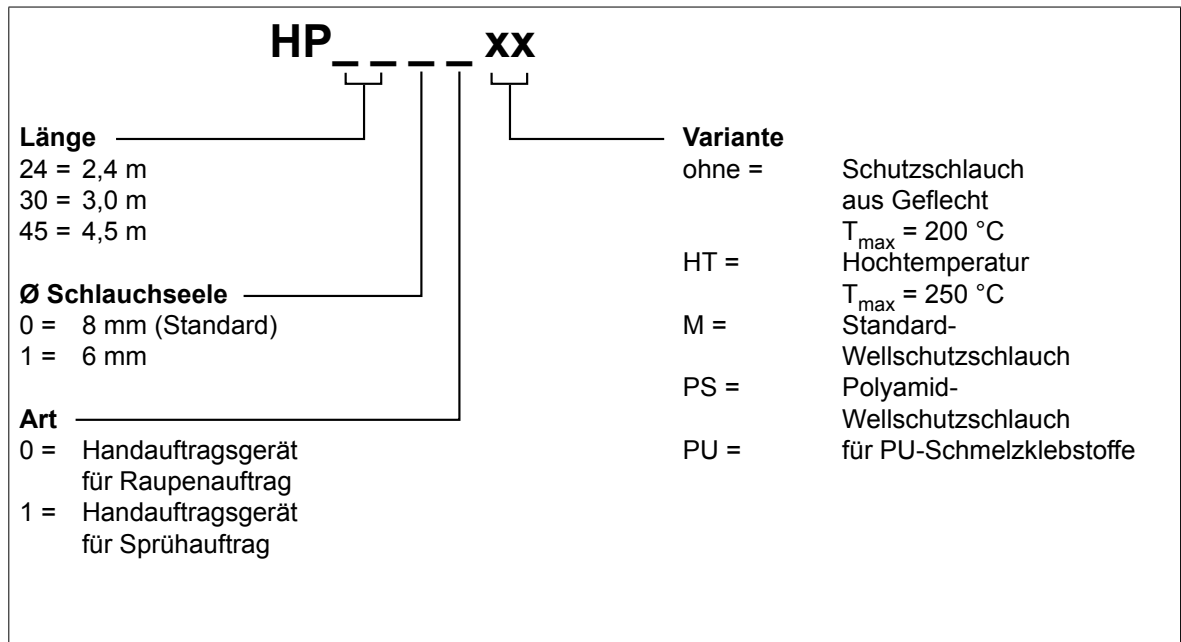 HP_ _ _ _ xx
Länge
24 = 2,4 m
30 = 3,0 m
45 = 4,5 m
Ø Schlauchseele
0 = 8 mm (Standard)
1 = 6 mm
Art
0 = Handauftragsgerät
für Raupenauftrag
1 = Handauftragsgerät
für Sprühauftrag
Variante
ohne = Schutzschlauch
aus Geflecht
Tmax = 200 °C
HT = Hochtemperatur
Tmax = 250 °C
M = Standard-
Wellschutzschlauch
PS = Polyamid-
Wellschutzschlauch
PU = für PU-Schmelzklebstoffe